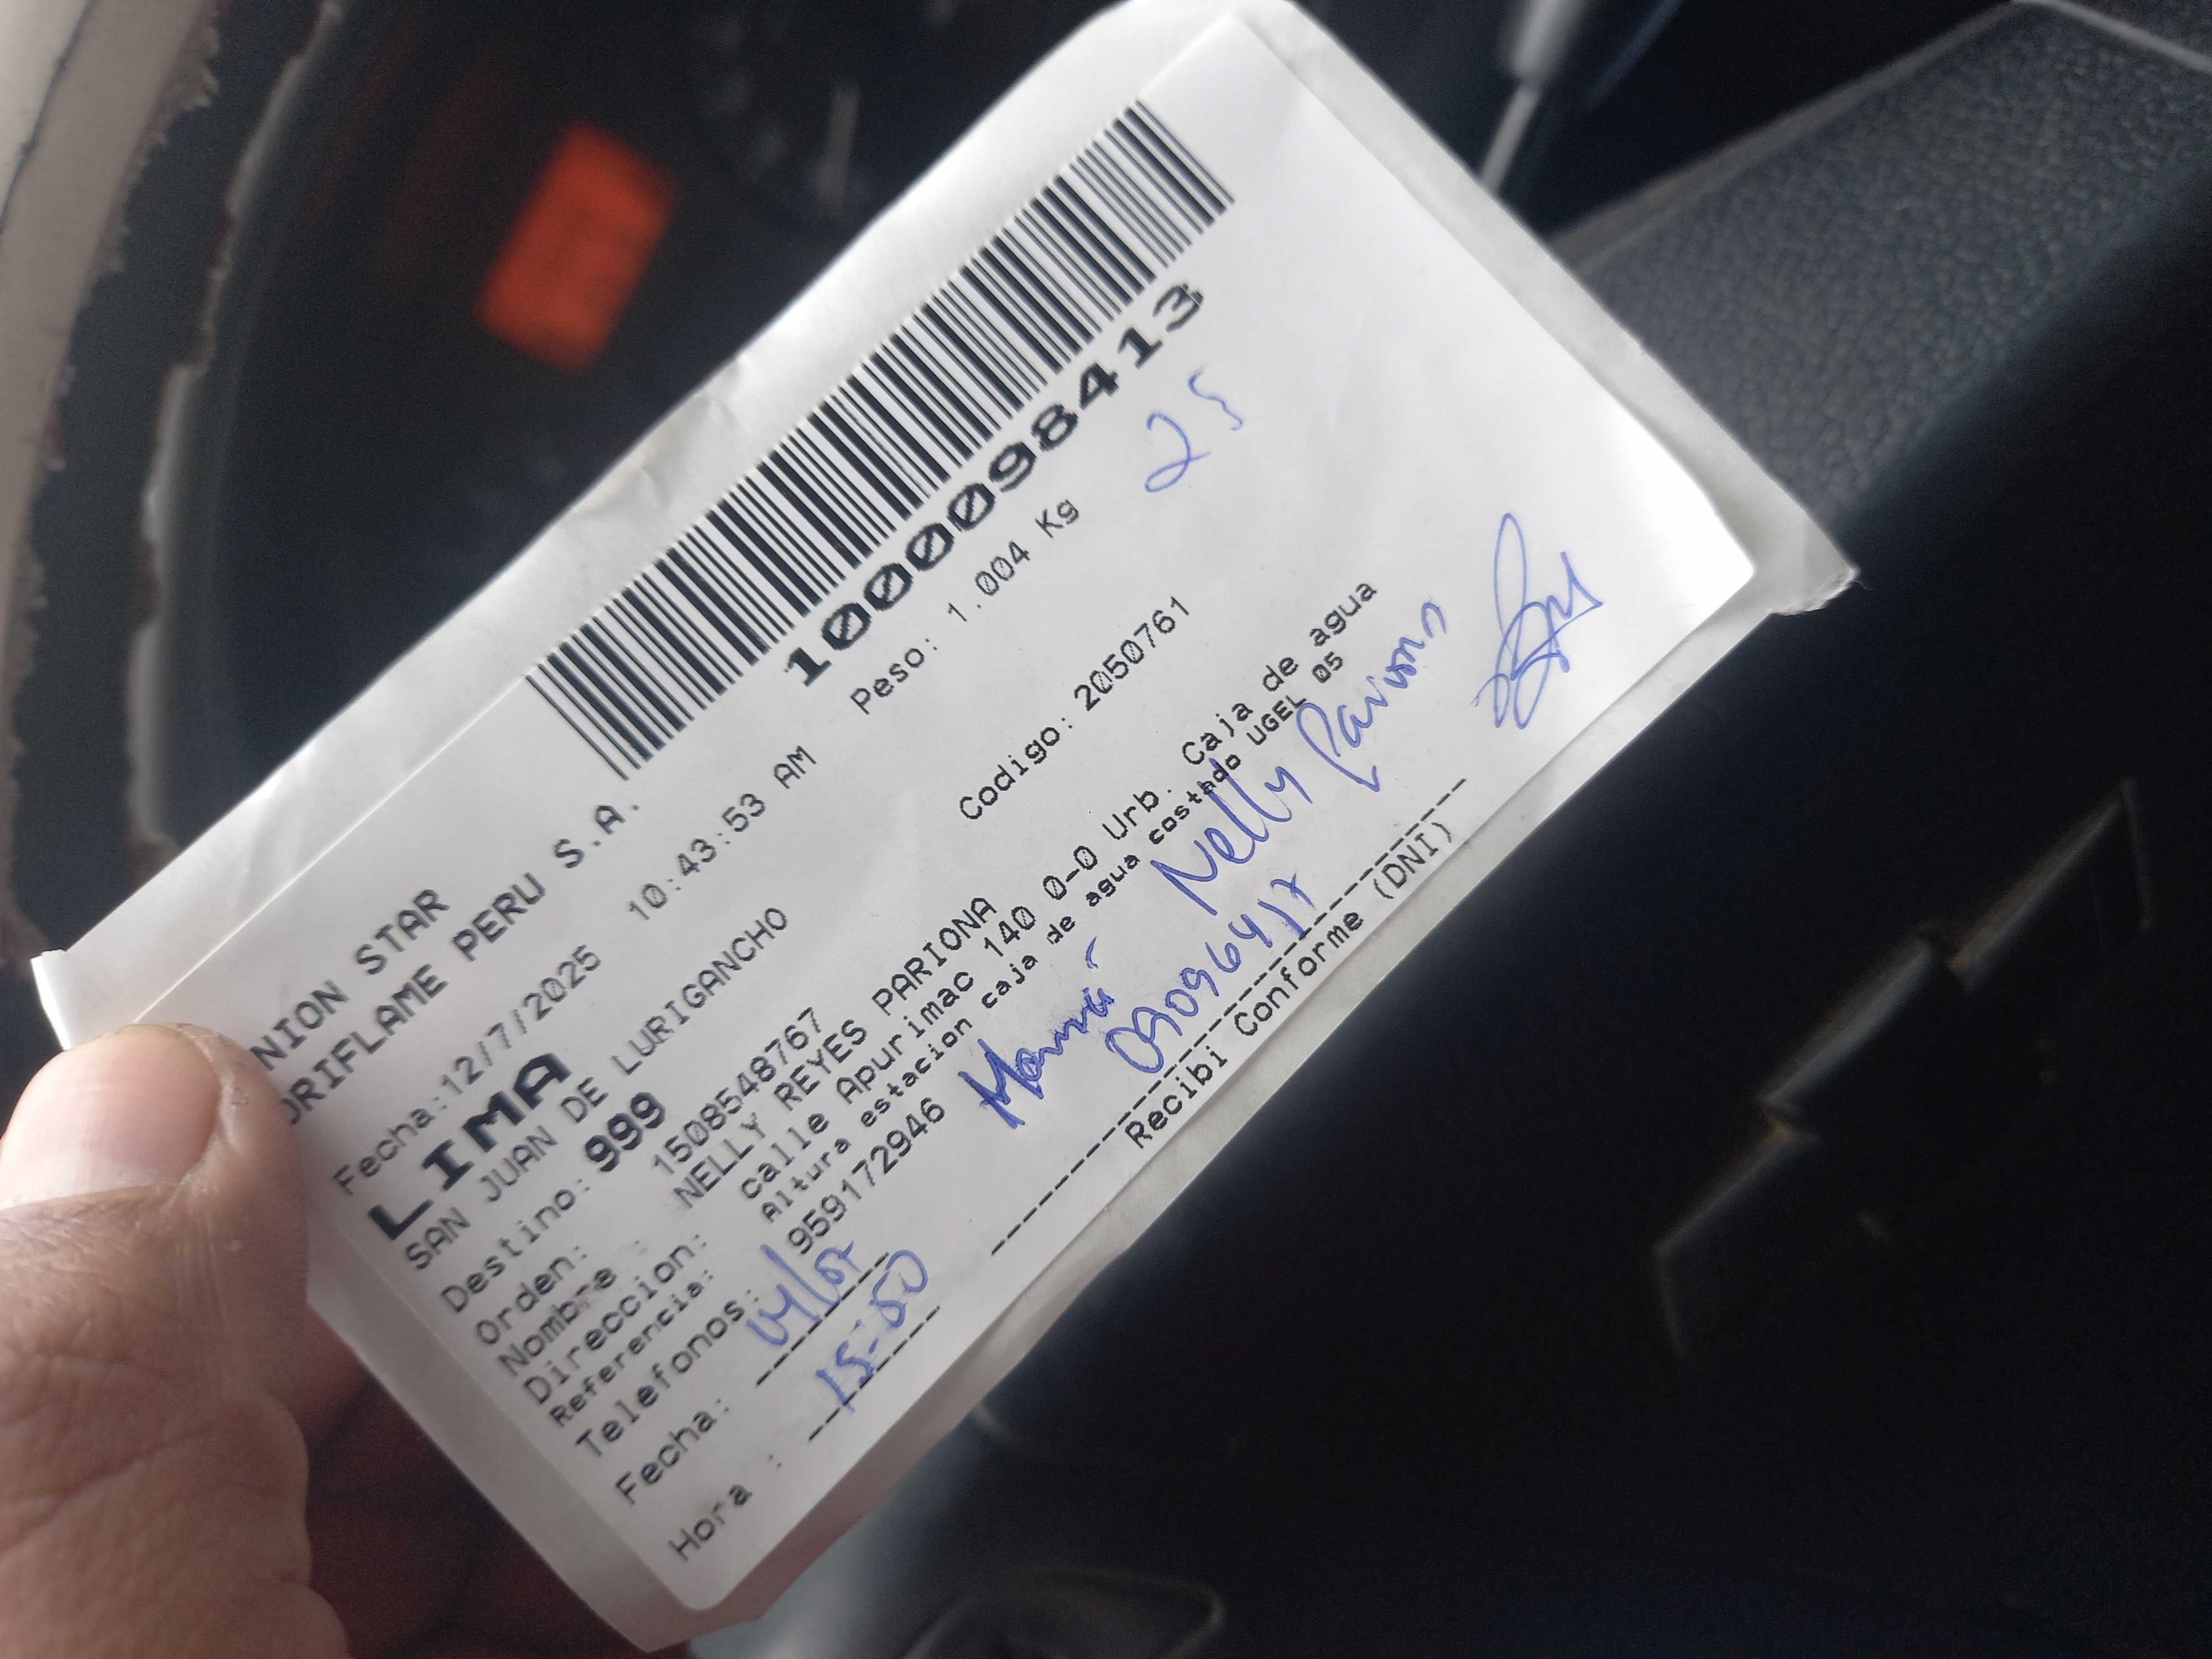 NION STAR
ORIFLAME PERU S.A.
10000098413
Fecha:12/7/2025 10:43:53 AM Peso: 1.004 Kg
25
LIMA
SAN JUAN DE LURIGANCHO
Destino: 999 Codigo: 2050761
Orden: 1508548767
Nombre : NELLY REYES PARIONA
Direccion: calle Apurimac 140 0-0 Urb. Caja de agua
Referencia: Altura estacion caja de agua costado UGEL 05
Telefonos: 959172946
Mamá Nelly Pariona
Fecha: 14/07
09096417
Hora : 15:50
Recibi Conforme (DNI)